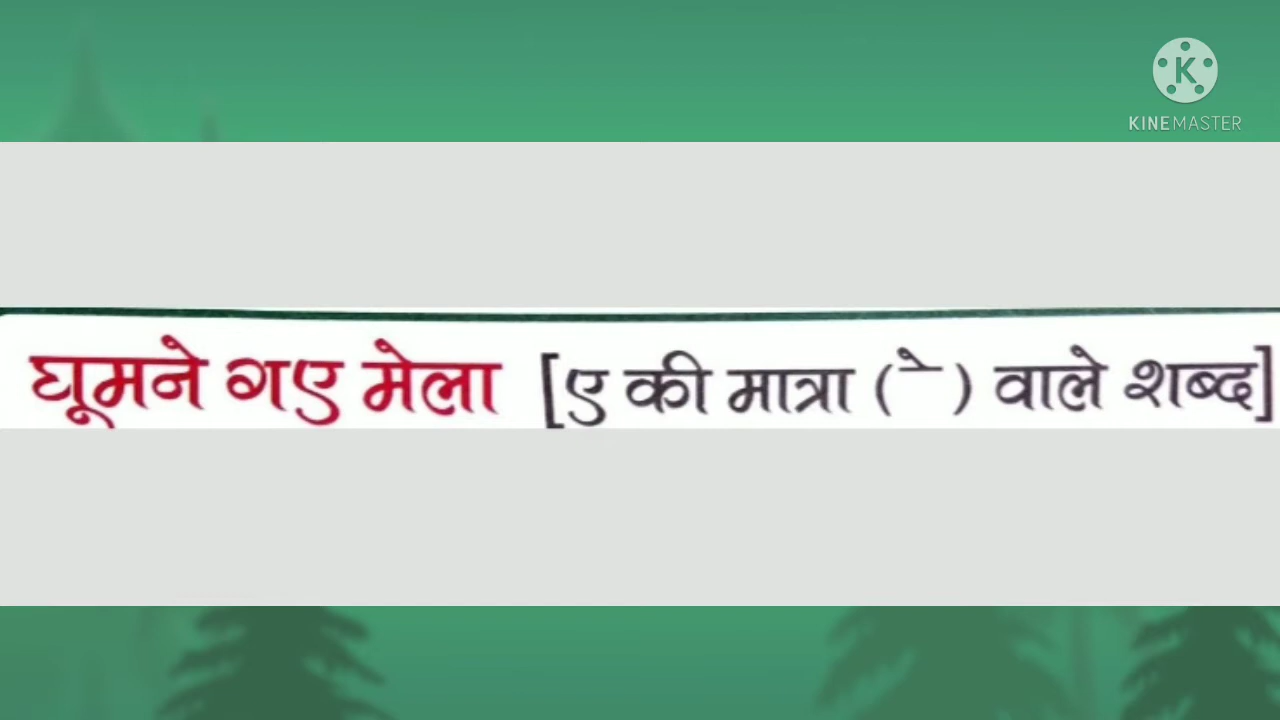 KINEMASTER
घूमने गए मेला [ए की मात्रा ( े ) वाले शब्द]